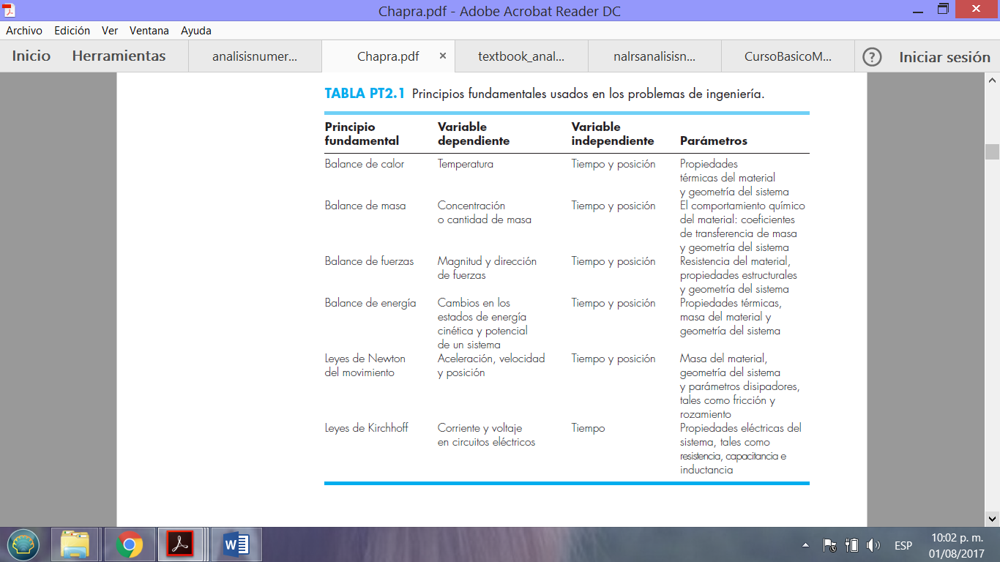 Chapra.pdf - Adobe Acrobat Reader DC
Archivo Edición Ver Ventana Ayuda
Inicio Herramientas analisisnumer... Chapra.pdf × textbook_anal... nalrsanalisisn... CursoBasicoM... ? Iniciar sesión
TABLA PT2.1 Principios fundamentales usados en los problemas de ingeniería.
Principio Variable Variable
fundamental dependiente independiente Parámetros
Balance de calor Temperatura Tiempo y posición Propiedades
térmicas del material
y geometría del sistema
Balance de masa Concentración Tiempo y posición El comportamiento químico
o cantidad de masa del material: coeficientes
de transferencia de masa
y geometría del sistema
Balance de fuerzas Magnitud y dirección Tiempo y posición Resistencia del material,
de fuerzas propiedades estructurales
y geometría del sistema
Balance de energía Cambios en los Tiempo y posición Propiedades térmicas,
estados de energía masa del material y
cinética y potencial geometría del sistema
de un sistema
Leyes de Newton Aceleración, velocidad Tiempo y posición Masa del material,
del movimiento y posición geometría del sistema
y parámetros disipadores,
tales como fricción y
rozamiento
Leyes de Kirchhoff Corriente y voltaje Tiempo Propiedades eléctricas del
en circuitos eléctricos sistema, tales como
resistencia, capacitancia e
inductancia
ESP 10:02 p. m.
01/08/2017